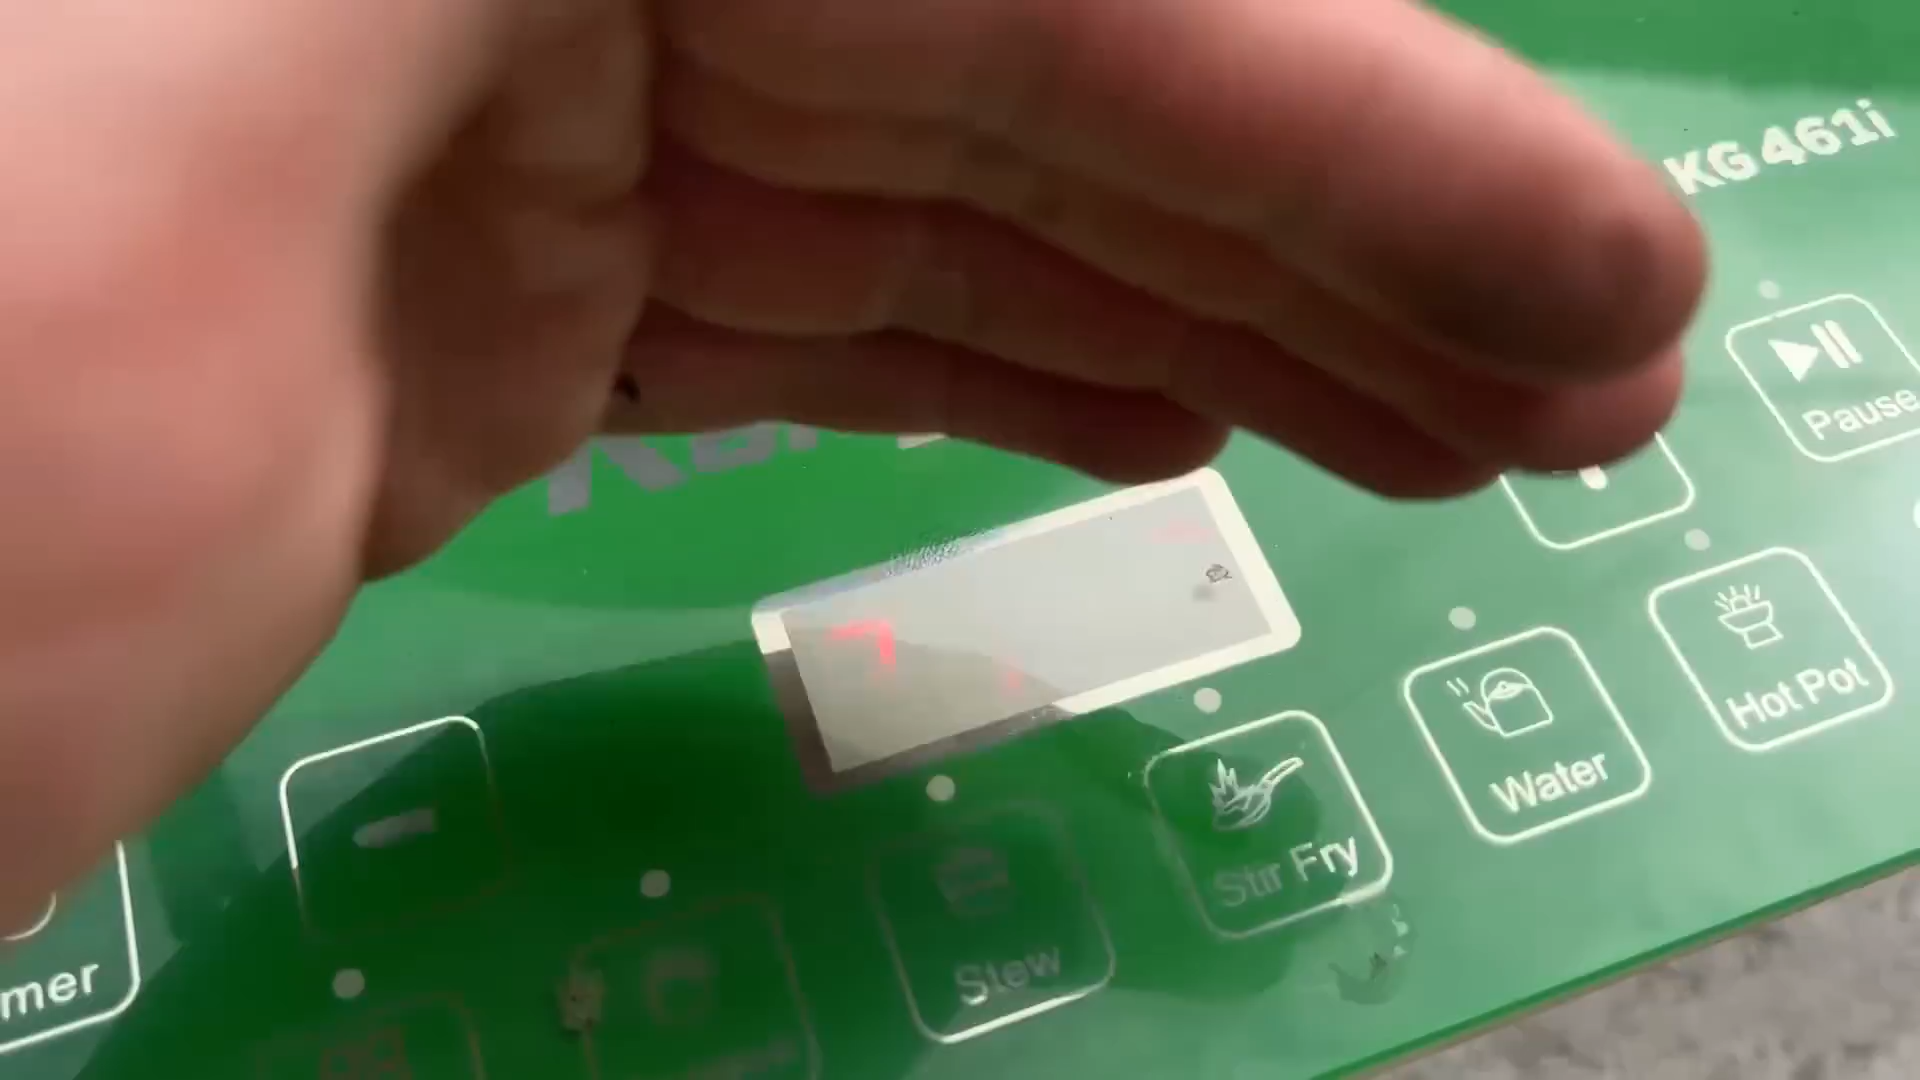 KG 461i
Pause
Hot Pot
Water
Stir Fry
Stew
mer